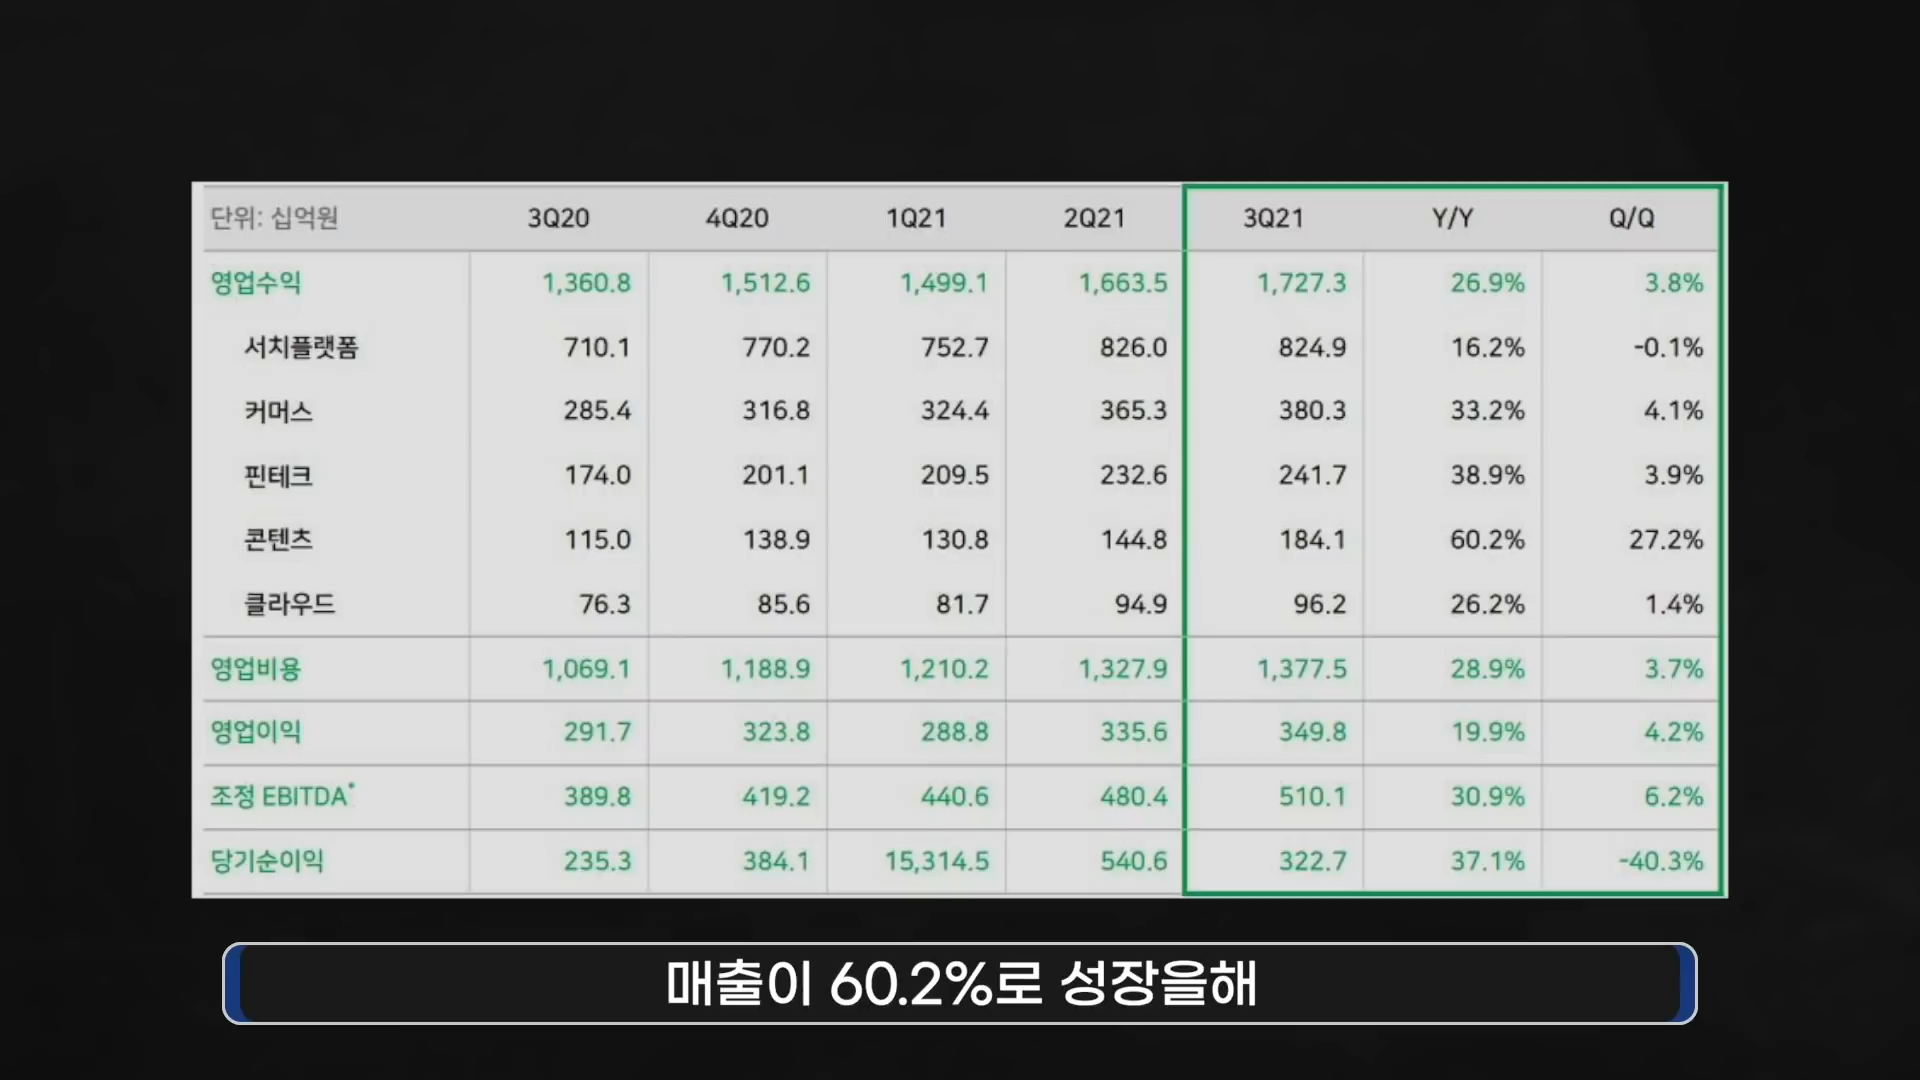 단위: 십억원 3Q20 4Q20 1Q21 2Q21 3Q21 Y/Y Q/Q
영업수익 1,360.8 1,512.6 1,499.1 1,663.5 1,727.3 26.9% 3.8%
서치플랫폼 710.1 770.2 752.7 826.0 824.9 16.2% -0.1%
커머스 285.4 316.8 324.4 365.3 380.3 33.2% 4.1%
핀테크 174.0 201.1 209.5 232.6 241.7 38.9% 3.9%
콘텐츠 115.0 138.9 130.8 144.8 184.1 60.2% 27.2%
클라우드 76.3 85.6 81.7 94.9 96.2 26.2% 1.4%
영업비용 1,069.1 1,188.9 1,210.2 1,327.9 1,377.5 28.9% 3.7%
영업이익 291.7 323.8 288.8 335.6 349.8 19.9% 4.2%
조정 EBITDA* 389.8 419.2 440.6 480.4 510.1 30.9% 6.2%
당기순이익 235.3 384.1 15,314.5 540.6 322.7 37.1% -40.3%
매출이 60.2%로 성장을해